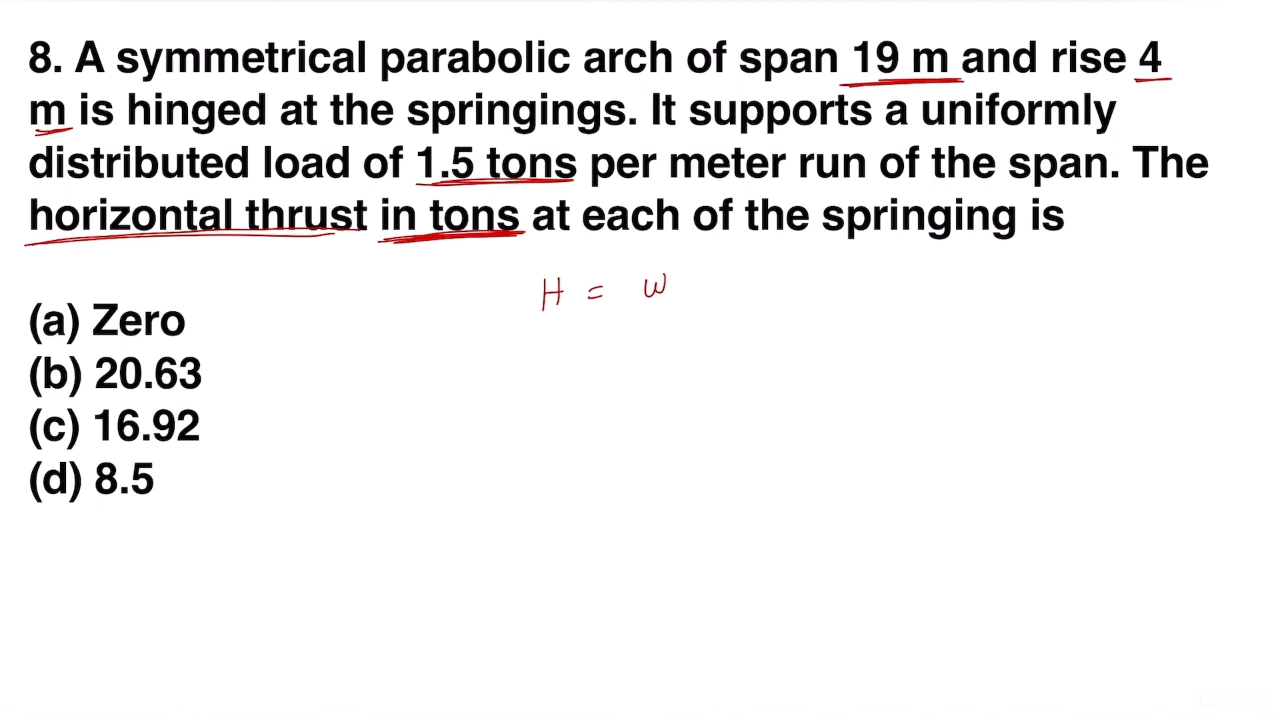 8. A symmetrical parabolic arch of span 19 m and rise 4
m is hinged at the springings. It supports a uniformly
distributed load of 1.5 tons per meter run of the span. The
horizontal thrust in tons at each of the springing is
H = w
(a) Zero
(b) 20.63
(c) 16.92
(d) 8.5